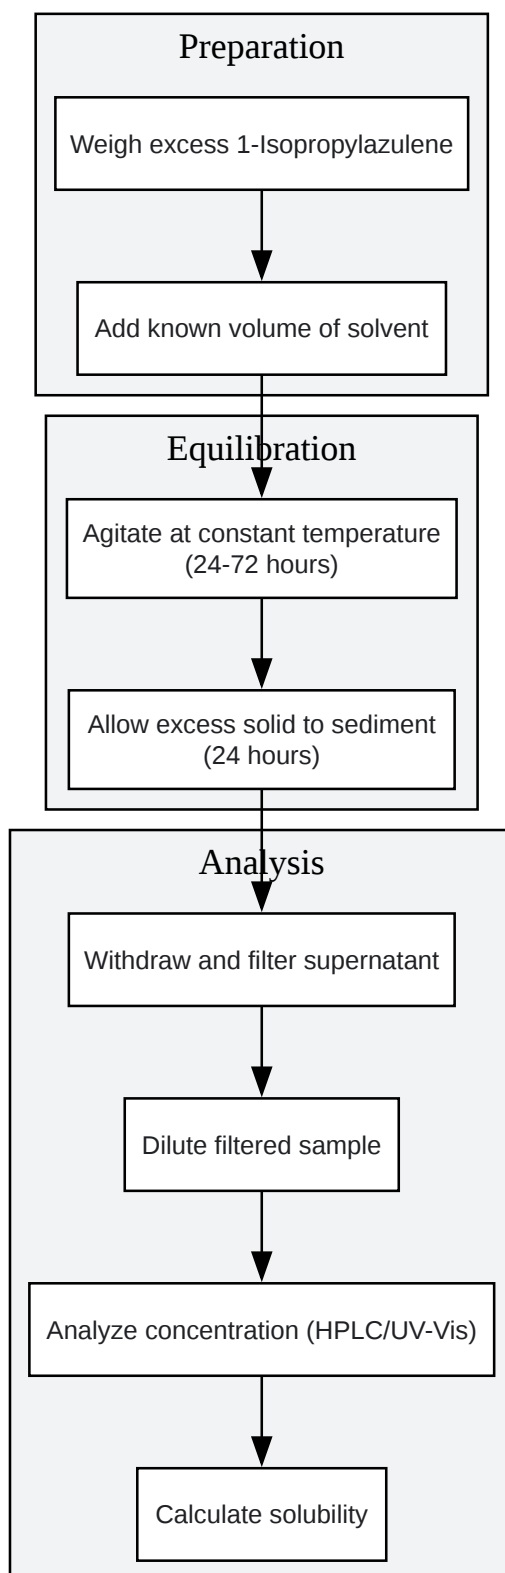 Preparation
Weigh excess 1-Isopropylazulene
Add known volume of solvent
Equilibration
Agitate at constant temperature
(24-72 hours)
Allow excess solid to sediment
(24 hours)
Analysis
Withdraw and filter supernatant
Dilute filtered sample
Analyze concentration (HPLC/UV-Vis)
Calculate solubility